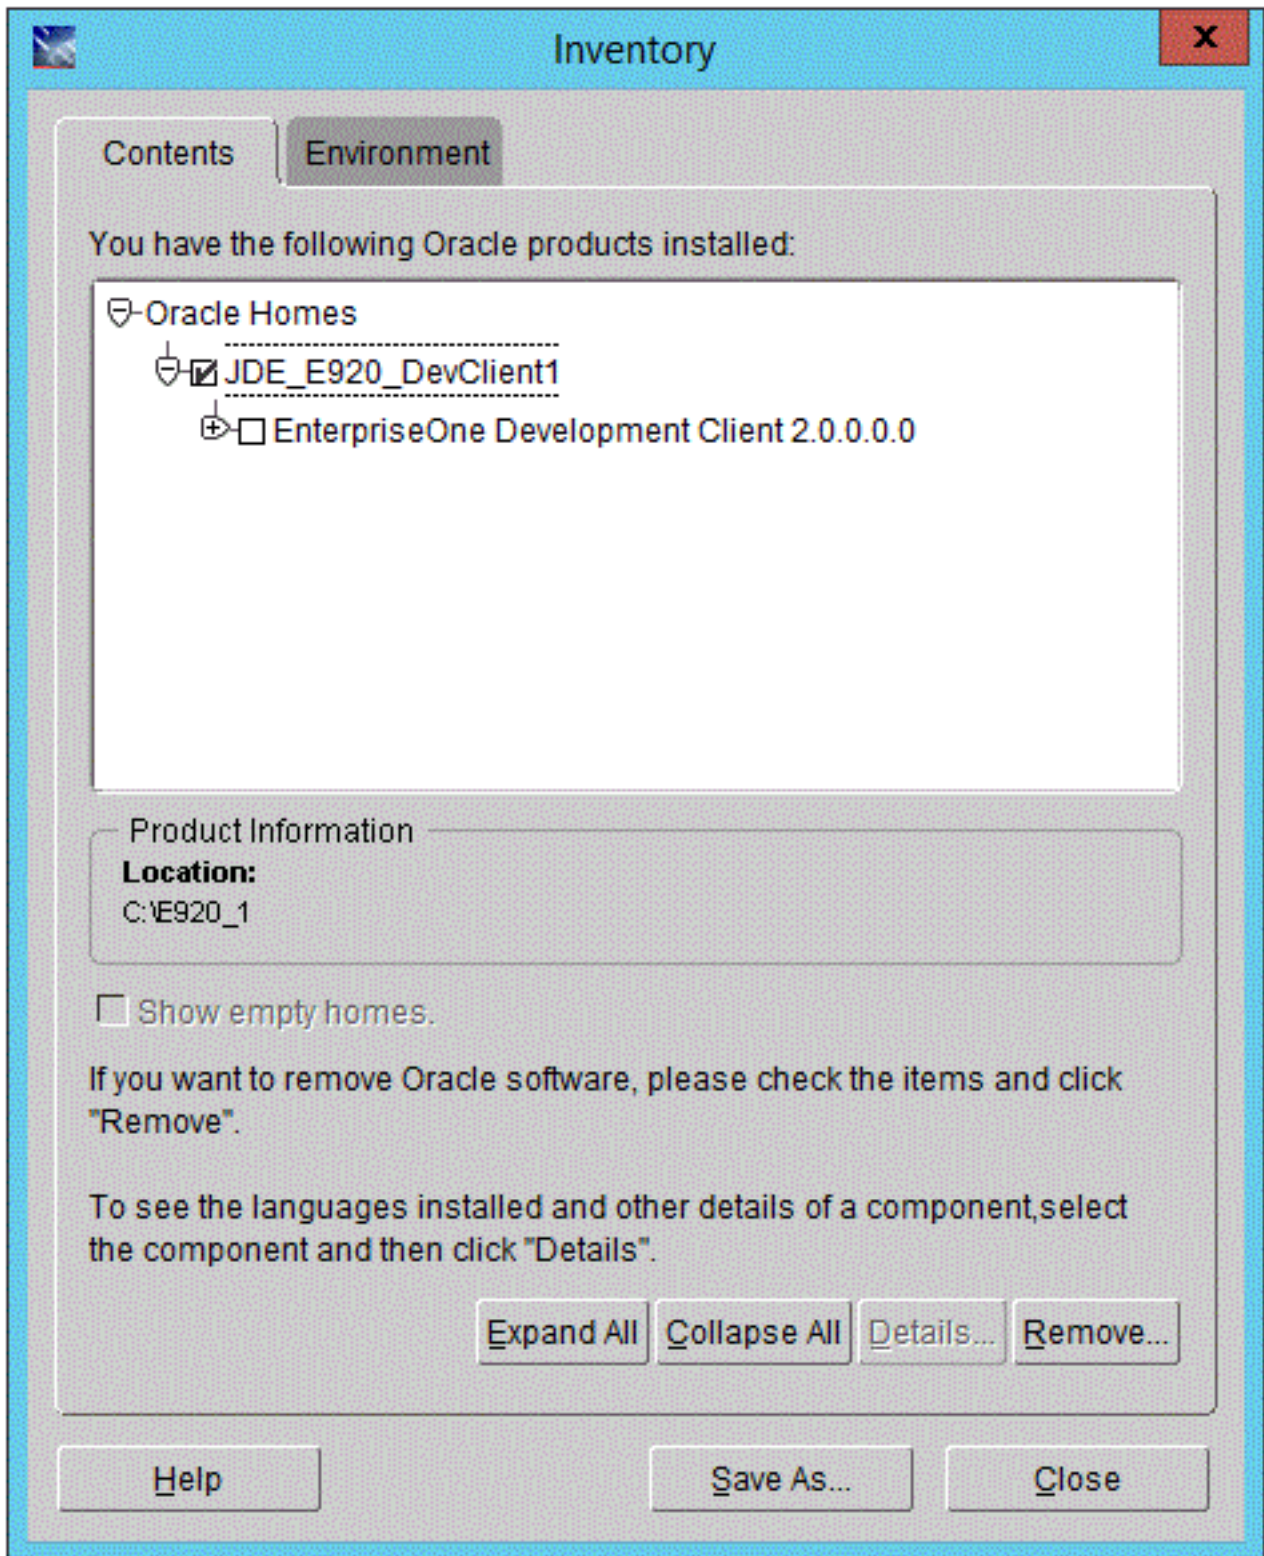 Inventory
x
Contents
Environment
You have the following Oracle products installed:
Oracle Homes
JDE_E920_DevClient1
EnterpriseOne Development Client 2.0.0.0.0
Product Information
Location:
C:\E920_1
Show empty homes.
If you want to remove Oracle software, please check the items and click
"Remove".
To see the languages installed and other details of a component,select
the component and then click "Details".
Expand All
Collapse All
Details...
Remove...
Help
Save As...
Close